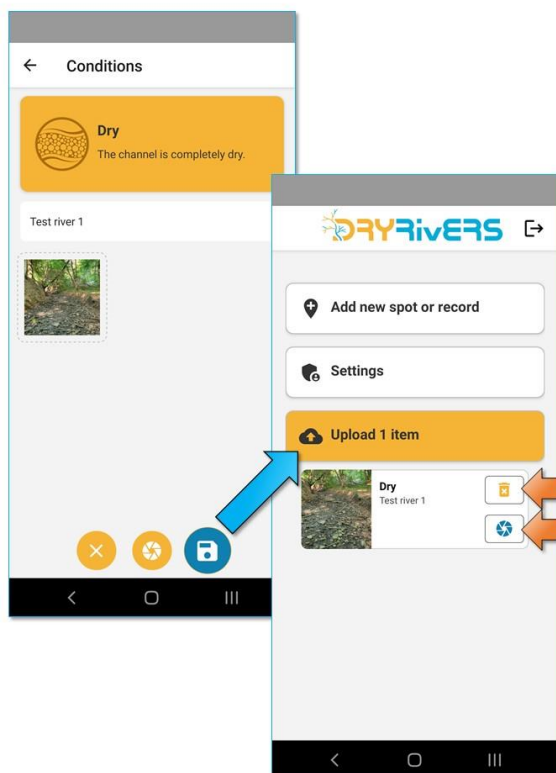 Conditions
Dry
The channel is completely dry.
Test river 1
DRYRivERS
Add new spot or record
Settings
Upload 1 item
Dry
Test river 1